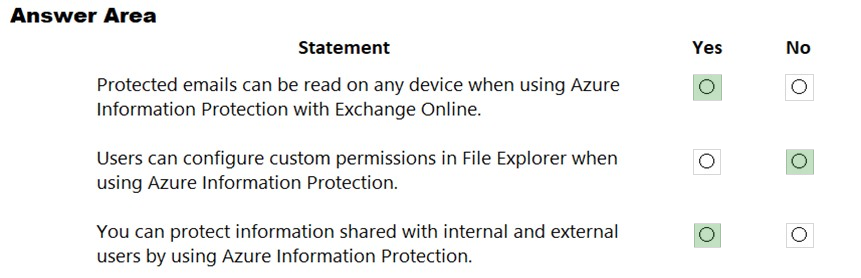 Answer Area
Statement Yes No
Protected emails can be read on any device when using Azure
Information Protection with Exchange Online.
Users can configure custom permissions in File Explorer when
using Azure Information Protection.
You can protect information shared with internal and external
users by using Azure Information Protection.